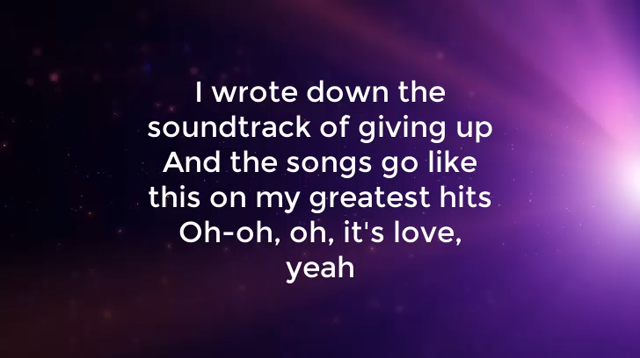 I wrote down the
soundtrack of giving up
And the songs go like
this on my greatest hits
Oh-oh, oh, it's love,
yeah